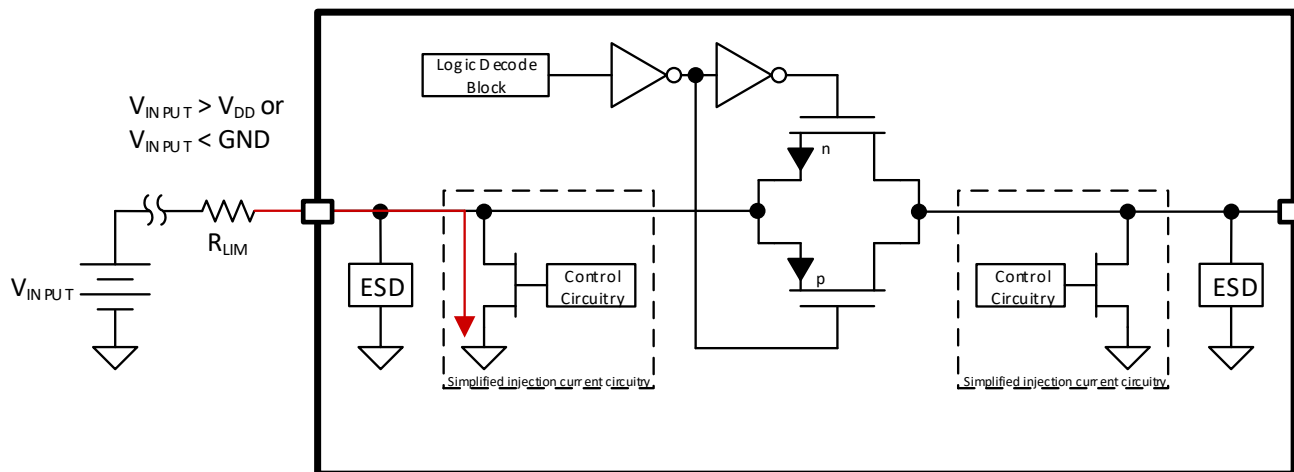 Logic Decode
Block
V_INPUT > V_DD or
V_INPUT < GND
n
R_LIM
V_INPUT
ESD
Control
Circuitry
p
Control
Circuitry
ESD
Simplified injection current circuitry
Simplified injection current circuitry